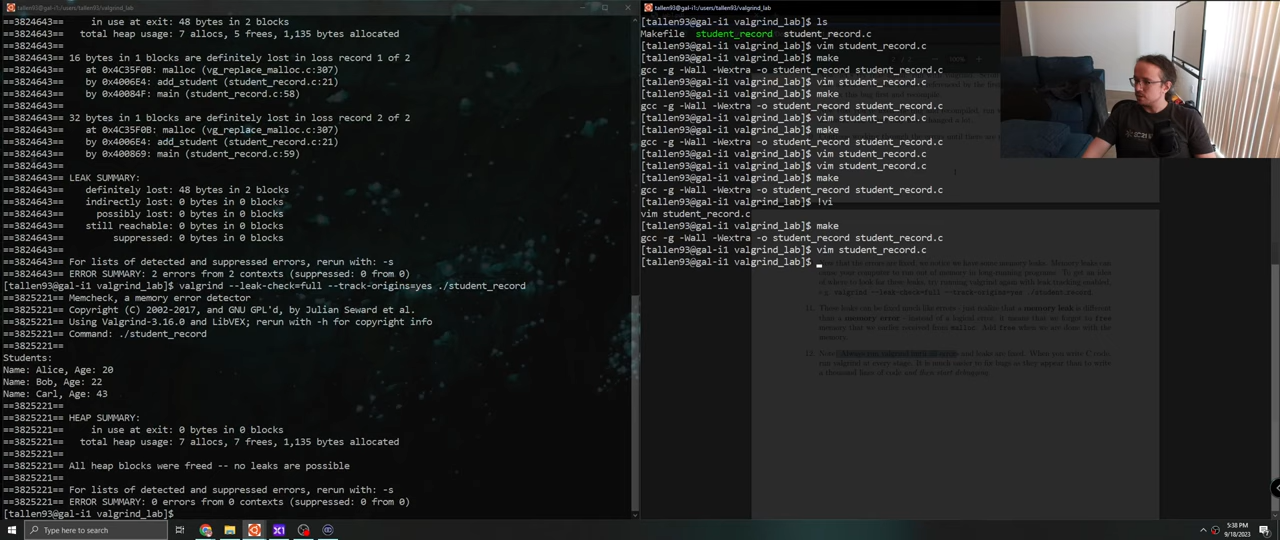 tallen93@gal-i1:/users/tallen93/valgrind_lab
==3824643==     in use at exit: 48 bytes in 2 blocks
==3824643==   total heap usage: 7 allocs, 5 frees, 1,135 bytes allocated
==3824643==
==3824643== 16 bytes in 1 blocks are definitely lost in loss record 1 of 2
==3824643==    at 0x4C35F0B: malloc (vg_replace_malloc.c:307)
==3824643==    by 0x4006E4: add_student (student_record.c:21)
==3824643==    by 0x40084F: main (student_record.c:58)
==3824643==
==3824643== 32 bytes in 1 blocks are definitely lost in loss record 2 of 2
==3824643==    at 0x4C35F0B: malloc (vg_replace_malloc.c:307)
==3824643==    by 0x4006E4: add_student (student_record.c:21)
==3824643==    by 0x400869: main (student_record.c:59)
==3824643==
==3824643== LEAK SUMMARY:
==3824643==    definitely lost: 48 bytes in 2 blocks
==3824643==    indirectly lost: 0 bytes in 0 blocks
==3824643==      possibly lost: 0 bytes in 0 blocks
==3824643==    still reachable: 0 bytes in 0 blocks
==3824643==         suppressed: 0 bytes in 0 blocks
==3824643==
==3824643== For lists of detected and suppressed errors, rerun with: -s
==3824643== ERROR SUMMARY: 2 errors from 2 contexts (suppressed: 0 from 0)
[tallen93@gal-i1 valgrind_lab]$ valgrind --leak-check=full --track-origins=yes ./student_record
==3825221== Memcheck, a memory error detector
==3825221== Copyright (C) 2002-2017, and GNU GPL'd, by Julian Seward et al.
==3825221== Using Valgrind-3.16.0 and LibVEX; rerun with -h for copyright info
==3825221== Command: ./student_record
==3825221==
Students:
Name: Alice, Age: 20
Name: Bob, Age: 22
Name: Carl, Age: 43
==3825221==
==3825221== HEAP SUMMARY:
==3825221==     in use at exit: 0 bytes in 0 blocks
==3825221==   total heap usage: 7 allocs, 7 frees, 1,135 bytes allocated
==3825221==
==3825221== All heap blocks were freed -- no leaks are possible
==3825221==
==3825221== For lists of detected and suppressed errors, rerun with: -s
==3825221== ERROR SUMMARY: 0 errors from 0 contexts (suppressed: 0 from 0)
[tallen93@gal-i1 valgrind_lab]$
tallen93@gal-i1:/users/tallen93/valgrind_lab
[tallen93@gal-i1 valgrind_lab]$ ls
Makefile  student_record  student_record.c
[tallen93@gal-i1 valgrind_lab]$ vim student_record.c
[tallen93@gal-i1 valgrind_lab]$ make
gcc -g -Wall -Wextra -o student_record student_record.c
[tallen93@gal-i1 valgrind_lab]$ vim student_record.c
[tallen93@gal-i1 valgrind_lab]$ make
gcc -g -Wall -Wextra -o student_record student_record.c
[tallen93@gal-i1 valgrind_lab]$ vim student_record.c
[tallen93@gal-i1 valgrind_lab]$ make
gcc -g -Wall -Wextra -o student_record student_record.c
[tallen93@gal-i1 valgrind_lab]$ vim student_record.c
[tallen93@gal-i1 valgrind_lab]$ vim student_record.c
[tallen93@gal-i1 valgrind_lab]$ make
gcc -g -Wall -Wextra -o student_record student_record.c
[tallen93@gal-i1 valgrind_lab]$ !vi
vim student_record.c
[tallen93@gal-i1 valgrind_lab]$ make
gcc -g -Wall -Wextra -o student_record student_record.c
[tallen93@gal-i1 valgrind_lab]$ vim student_record.c
[tallen93@gal-i1 valgrind_lab]$
Type here to search
5:38 PM
9/18/2023